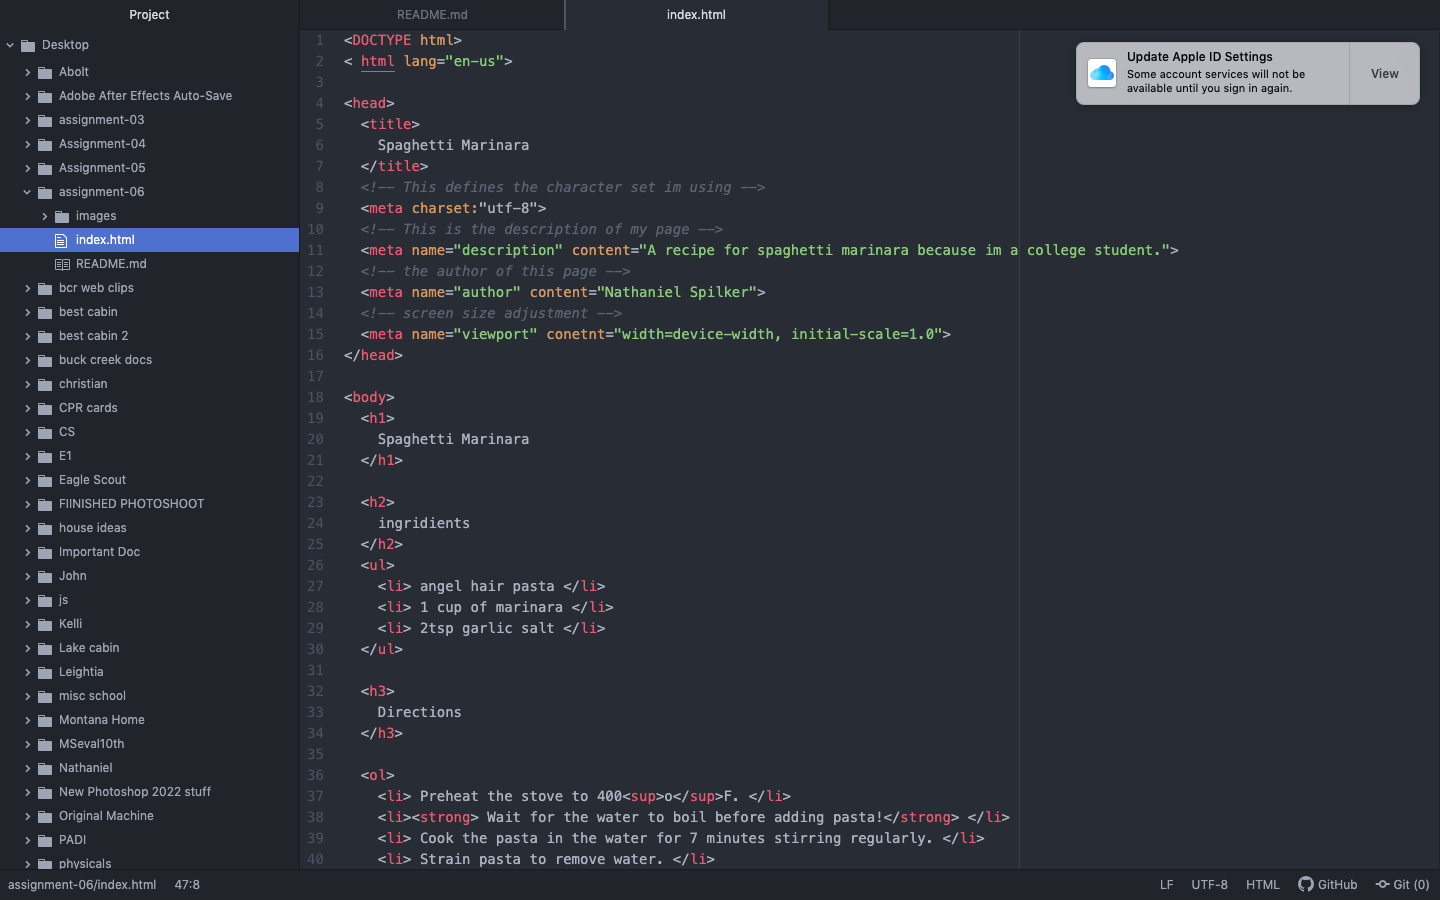 Project
README.md
index.html
Desktop
Abolt
Adobe After Effects Auto-Save
assignment-03
Assignment-04
Assignment-05
assignment-06
images
index.html
README.md
bcr web clips
best cabin
best cabin 2
buck creek docs
christian
CPR cards
CS
E1
Eagle Scout
FIINISHED PHOTOSHOOT
house ideas
Important Doc
John
js
Kelli
Lake cabin
Leightia
misc school
Montana Home
MSeval10th
Nathaniel
New Photoshop 2022 stuff
Original Machine
PADI
physicals
1 <DOCTYPE html>
2 < html lang="en-us">
3
4 <head>
5 <title>
6 Spaghetti Marinara
7 </title>
8 <!-- This defines the character set im using -->
9 <meta charset:"utf-8">
10 <!-- This is the description of my page -->
11 <meta name="description" content="A recipe for spaghetti marinara because im a college student.">
12 <!-- the author of this page -->
13 <meta name="author" content="Nathaniel Spilker">
14 <!-- screen size adjustment -->
15 <meta name="viewport" conetnt="width=device-width, initial-scale=1.0">
16 </head>
17
18 <body>
19 <h1>
20 Spaghetti Marinara
21 </h1>
22
23 <h2>
24 ingridients
25 </h2>
26 <ul>
27 <li> angel hair pasta </li>
28 <li> 1 cup of marinara </li>
29 <li> 2tsp garlic salt </li>
30 </ul>
31
32 <h3>
33 Directions
34 </h3>
35
36 <ol>
37 <li> Preheat the stove to 400<sup>o</sup>F. </li>
38 <li><strong> Wait for the water to boil before adding pasta!</strong> </li>
39 <li> Cook the pasta in the water for 7 minutes stirring regularly. </li>
40 <li> Strain pasta to remove water. </li>
Update Apple ID Settings
Some account services will not be
available until you sign in again.
View
assignment-06/index.html 47:8
LF UTF-8 HTML GitHub Git (0)